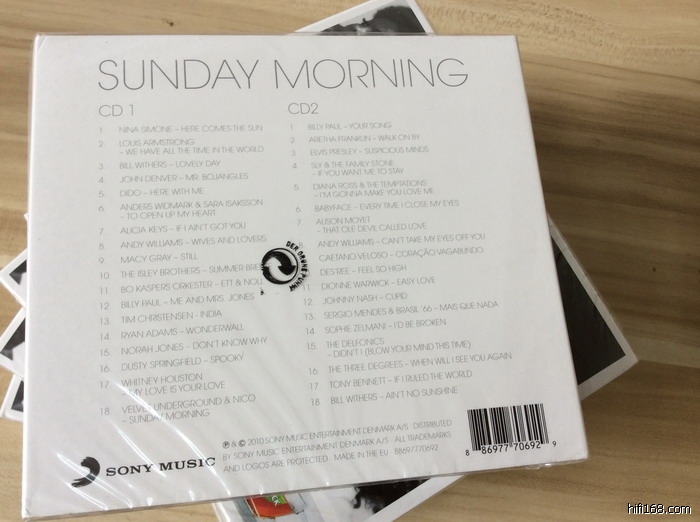 SUNDAY MORNING
CD 1
1 NINA SIMONE – HERE COMES THE SUN
2 LOUIS ARMSTRONG
– WE HAVE ALL THE TIME IN THE WORLD
3 BILL WITHERS – LOVELY DAY
4 JOHN DENVER – MR. BOJANGLES
5 DIDO – HERE WITH ME
6 ANDERS WIDMARK & SARA ISAKSSON
– TO OPEN UP MY HEART
7 ALICIA KEYS – IF I AIN'T GOT YOU
8 ANDY WILLIAMS – WIVES AND LOVERS
9 MACY GRAY – STILL
10 THE ISLEY BROTHERS – SUMMER BREE
11 BO KASPERS ORKESTER – ETT & NOLL
12 BILLY PAUL – ME AND MRS. JONES
13 TIM CHRISTENSEN – INDIA
14 RYAN ADAMS – WONDERWALL
15 NORAH JONES – DON'T KNOW WHY
16 DUSTY SPRINGFIELD – SPOOKY
17 WHITNEY HOUSTON
– MY LOVE IS YOUR LOVE
18 VELVET UNDERGROUND & NICO
– SUNDAY MORNING
CD2
1 BILLY PAUL – YOUR SONG
2 ARETHA FRANKLIN – WALK ON BY
3 ELVIS PRESLEY – SUSPICIOUS MINDS
4 SLY & THE FAMILY STONE
– IF YOU WANT ME TO STAY
5 DIANA ROSS & THE TEMPTATIONS
– I'M GONNA MAKE YOU LOVE ME
6 BABYFACE – EVERY TIME I CLOSE MY EYES
7 ALISON MOYET
– THAT OLE DEVIL CALLED LOVE
ANDY WILLIAMS – CAN'T TAKE MY EYES OFF YOU
CAETANO VELOSO – CORAÇÃO VAGABUNDO
DES'REE – FEEL SO HIGH
11 DIONNE WARWICK – EASY LOVE
12 JOHNNY NASH – CUPID
13 SERGIO MENDES & BRASIL '66 – MAIS QUE NADA
14 SOPHIE ZELMANI – I'D BE BROKEN
15 THE DELFONICS
– DIDN'T I (BLOW YOUR MIND THIS TIME)
16 THE THREE DEGREES – WHEN WILL I SEE YOU AGAIN
17 TONY BENNETT – IF I RULED THE WORLD
18 BILL WITHERS – AIN'T NO SUNSHINE
DER GRÜNE PUNKT
SONY MUSIC
℗ & © 2010 SONY MUSIC ENTERTAINMENT DENMARK A/S DISTRIBUTED
BY SONY MUSIC ENTERTAINMENT DENMARK A/S. ALL TRADEMARKS
AND LOGOS ARE PROTECTED. MADE IN THE EU 88697770692
8 86977 70692 9
hifi168.com